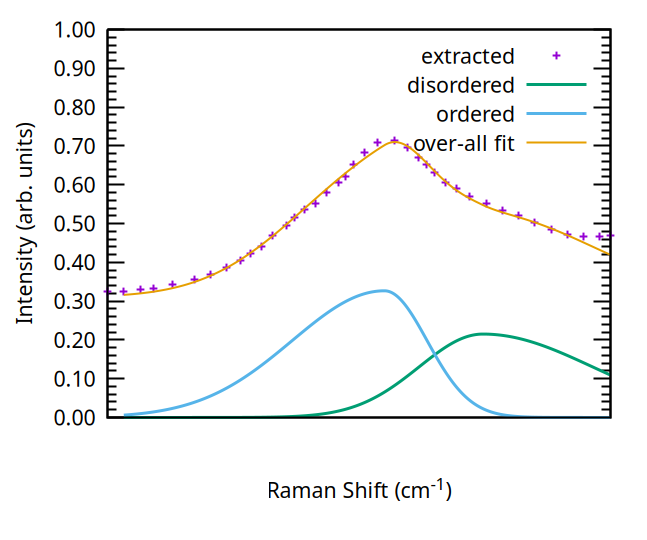 1.00
0.90
0.80
0.70
0.60
0.50
0.40
0.30
0.20
0.10
0.00
Intensity (arb. units)
extracted
disordered
ordered
over-all fit
Raman Shift (cm-1)